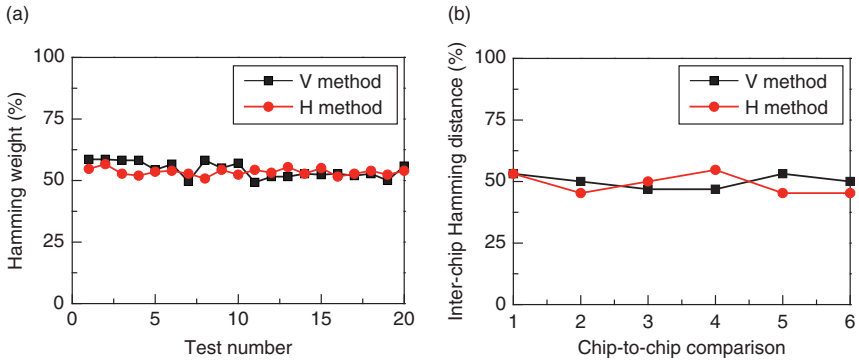 (a)
100
75
50
25
0
Hamming weight (%)
V method
H method
0 5 10 15 20
Test number
(b)
100
75
50
25
0
Inter-chip Hamming distance (%)
V method
H method
1 2 3 4 5 6
Chip-to-chip comparison